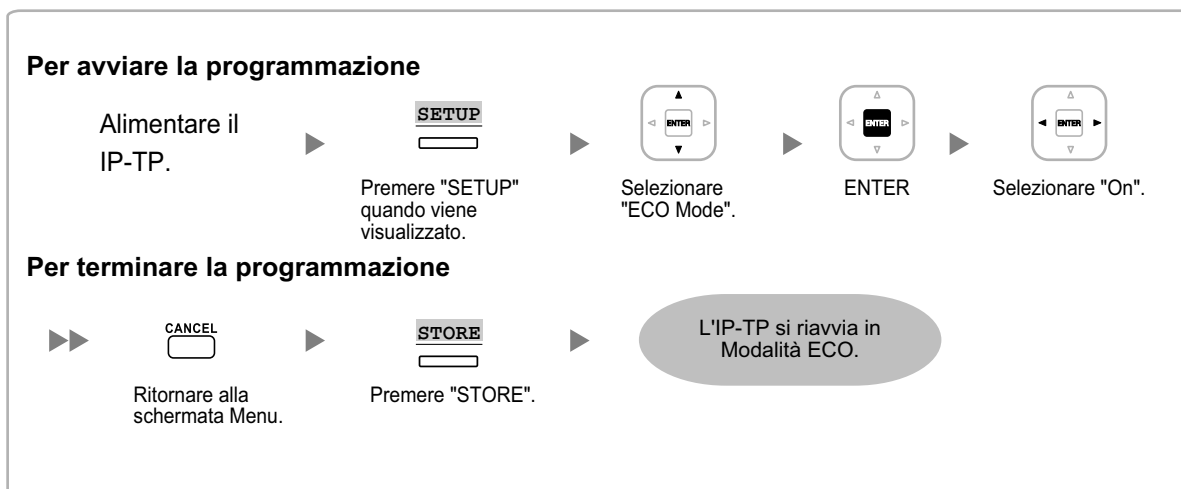 Per avviare la programmazione
Alimentare il
IP-TP.
SETUP
Premere "SETUP"
quando viene
visualizzato.
ENTER
Selezionare
"ECO Mode".
ENTER
ENTER
ENTER
Selezionare "On".
Per terminare la programmazione
CANCEL
Ritornare alla
schermata Menu.
STORE
Premere "STORE".
L'IP-TP si riavvia in
Modalità ECO.